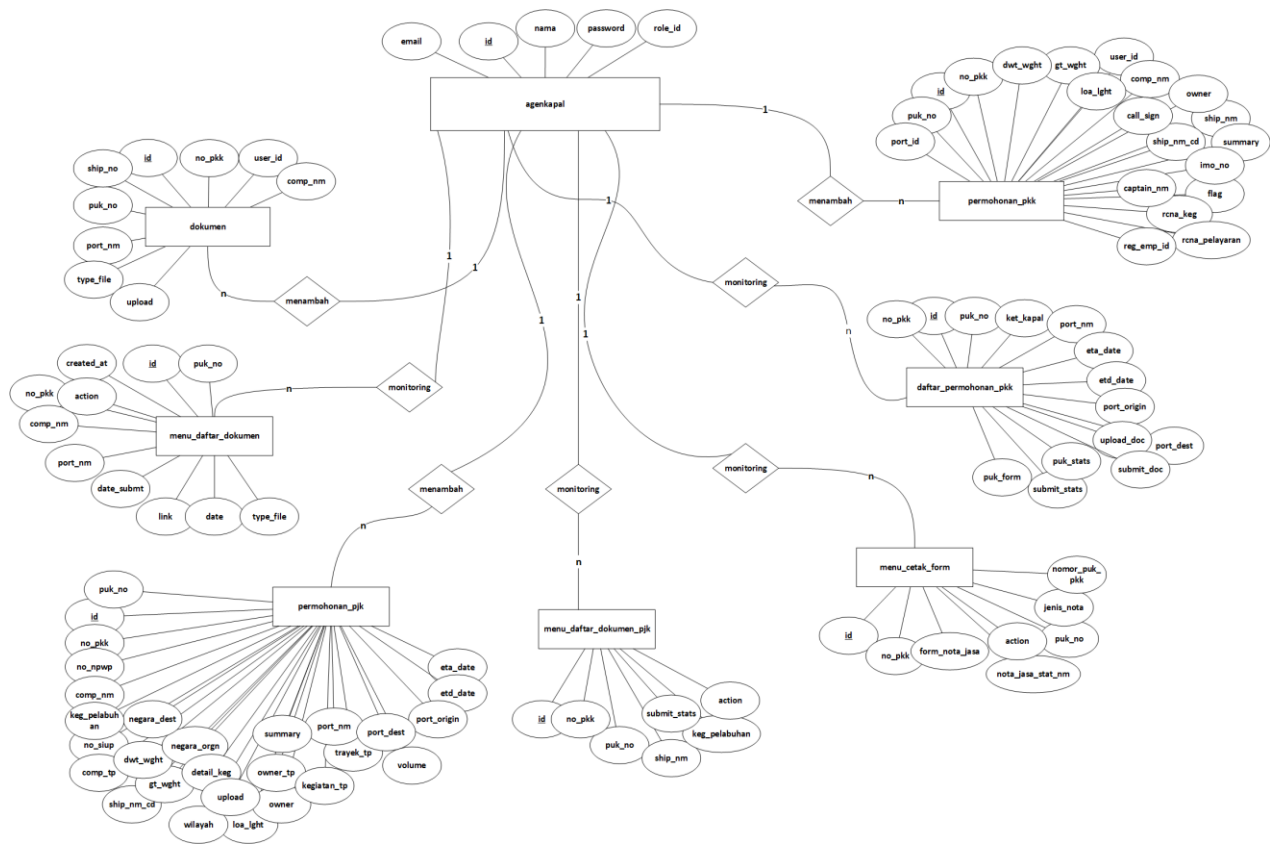 email
id
nama
password
role_id
agenkapal
1
menambah
n
permohonan_pkk
port_id
puk_no
id
no_pkk
dwt_wght
gt_wght
user_id
loa_lght
comp_nm
owner
call_sign
ship_nm
ship_nm_cd
summary
imo_no
captain_nm
flag
rcna_keg
rcna_pelayaran
reg_emp_id
dokumen
ship_no
id
no_pkk
user_id
comp_nm
puk_no
port_nm
type_file
upload
n
menambah
1
menu_daftar_dokumen
created_at
id
puk_no
no_pkk
action
comp_nm
port_nm
date_submt
link
date
type_file
n
monitoring
1
1
monitoring
n
daftar_permohonan_pkk
no_pkk
id
puk_no
ket_kapal
port_nm
eta_date
etd_date
port_origin
upload_doc
port_dest
submit_doc
puk_stats
submit_stats
puk_form
1
menambah
n
permohonan_pjk
puk_no
id
no_pkk
no_npwp
comp_nm
keg_pelabuh
an
negara_dest
no_siup
negara_orgn
dwt_wght
comp_tp
detail_keg
gt_wght
ship_nm_cd
upload
wilayah
loa_lght
owner
owner_tp
summary
kegiatan_tp
port_nm
trayek_tp
port_dest
volume
port_origin
etd_date
eta_date
1
monitoring
n
menu_daftar_dokumen_pjk
id
no_pkk
puk_no
ship_nm
submit_stats
keg_pelabuhan
action
1
monitoring
n
menu_cetak_form
id
no_pkk
form_nota_jasa
action
nota_jasa_stat_nm
puk_no
jenis_nota
nomor_puk_
pkk